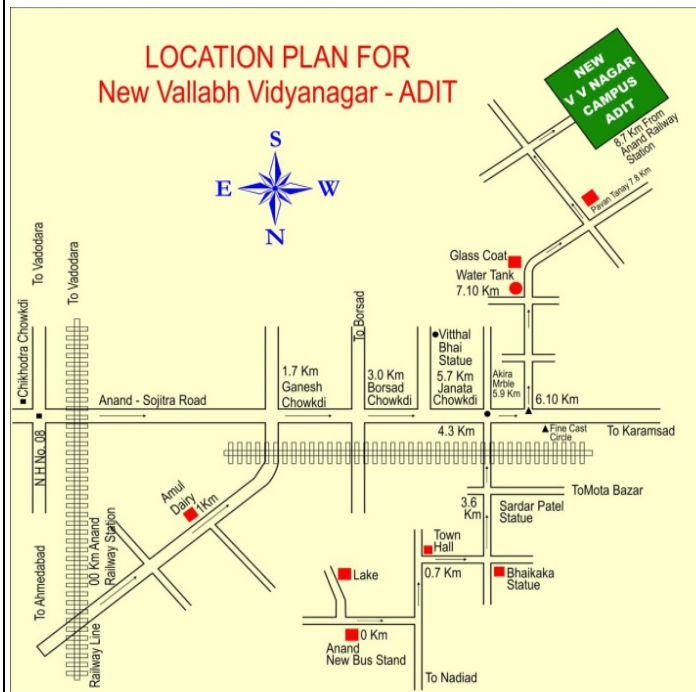 LOCATION PLAN FOR
New Vallabh Vidyanagar - ADIT
NEW
V V NAGAR
CAMPUS
ADIT
8.7 Km From
Anand Railway
Station
S
E
W
N
Pavan Tanay 7.8 Km
Glass Coat
Water Tank
7.10 Km
To Vadodara
To Vadodara
Chikhodra Chowkdi
To Borsad
Vitthal
Bhai
Statue
1.7 Km
Ganesh
Chowkdi
3.0 Km
Borsad
Chowkdi
5.7 Km
Janata
Chowkdi
Akira
Mrble
5.9 Km
Anand - Sojitra Road
6.10 Km
4.3 Km
Fine Cast
Circle
To Karamsad
N H No. 08
Amul
Dairy
1Km
ToMota Bazar
3.6
Km
Sardar Patel
Statue
00 Km Anand
Railway Station
Town
Hall
To Ahmedabad
Lake
0.7 Km
Bhaikaka
Statue
0 Km
Anand
New Bus Stand
Railway Line
To Nadiad